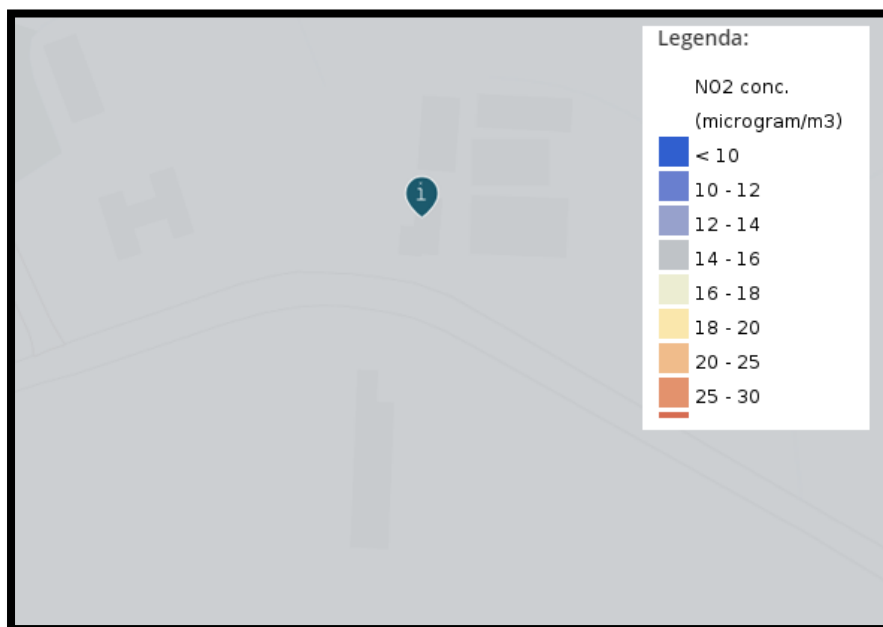 Legenda:
NO2 conc.
(microgram/m3)
< 10
10 - 12
12 - 14
14 - 16
16 - 18
18 - 20
20 - 25
25 - 30
i